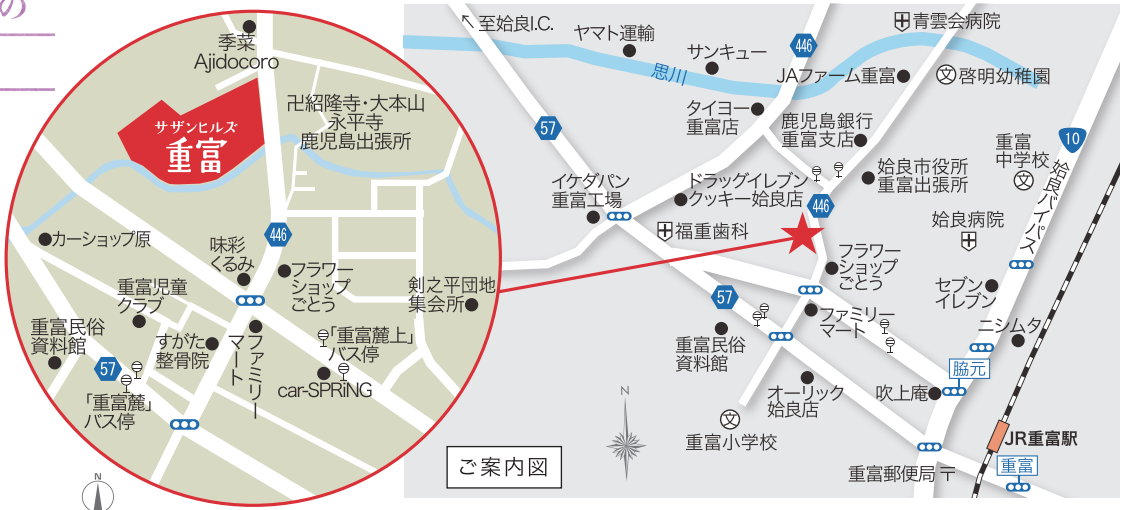 の
季菜
Ajidocoro
サザンヒルズ
重富
卍紹隆寺・大本山
永平寺
鹿児島出張所
カーショップ原
味彩
くるみ
446
フラワー
ショップ
ごとう
剣之平団地
集会所
重富児童
クラブ
重富民俗
資料館
すがた
整骨院
ファミリー
マート
「重富麓上」
バス停
car-SPRiNG
57
「重富麓」
バス停
N
↖至姶良I.C.
ヤマト運輸
サンキュー
446
青雲会病院
思川
JAファーム重富
文啓明幼稚園
タイヨー
重富店
鹿児島銀行
重富支店
57
10
重富
中学校
文
姶良バイパス
イケダパン
重富工場
ドラッグイレブン
クッキー姶良店
446
姶良市役所
重富出張所
福重歯科
姶良病院
フラワー
ショップ
ごとう
セブン
イレブン
57
ファミリー
マート
ニシムタ
重富民俗
資料館
脇元
オーリック
姶良店
吹上庵
N
文
重富小学校
JR重富駅
ご案内図
重富
重富郵便局〒